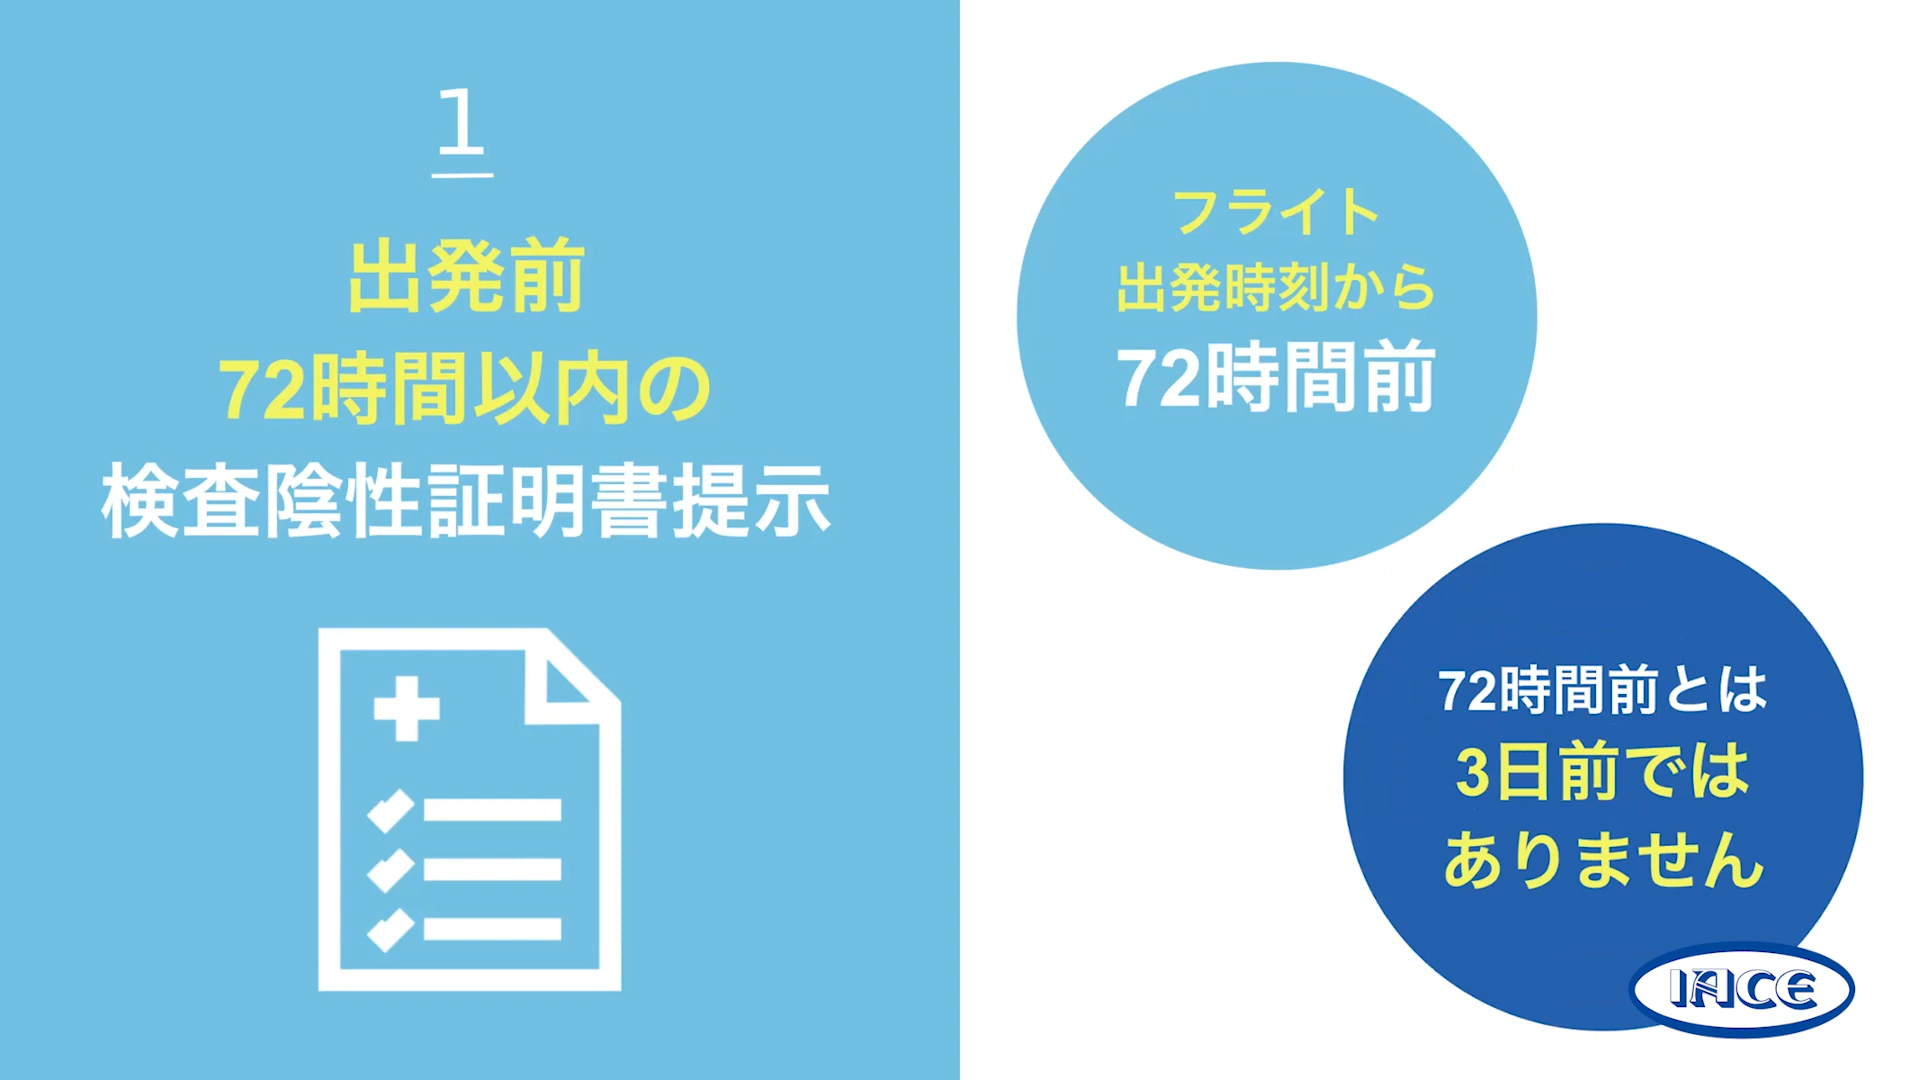 1
出発前
72時間以内の
検査陰性証明書提示
フライト
出発時刻から
72時間前
72時間前とは
3日前では
ありません
IACE